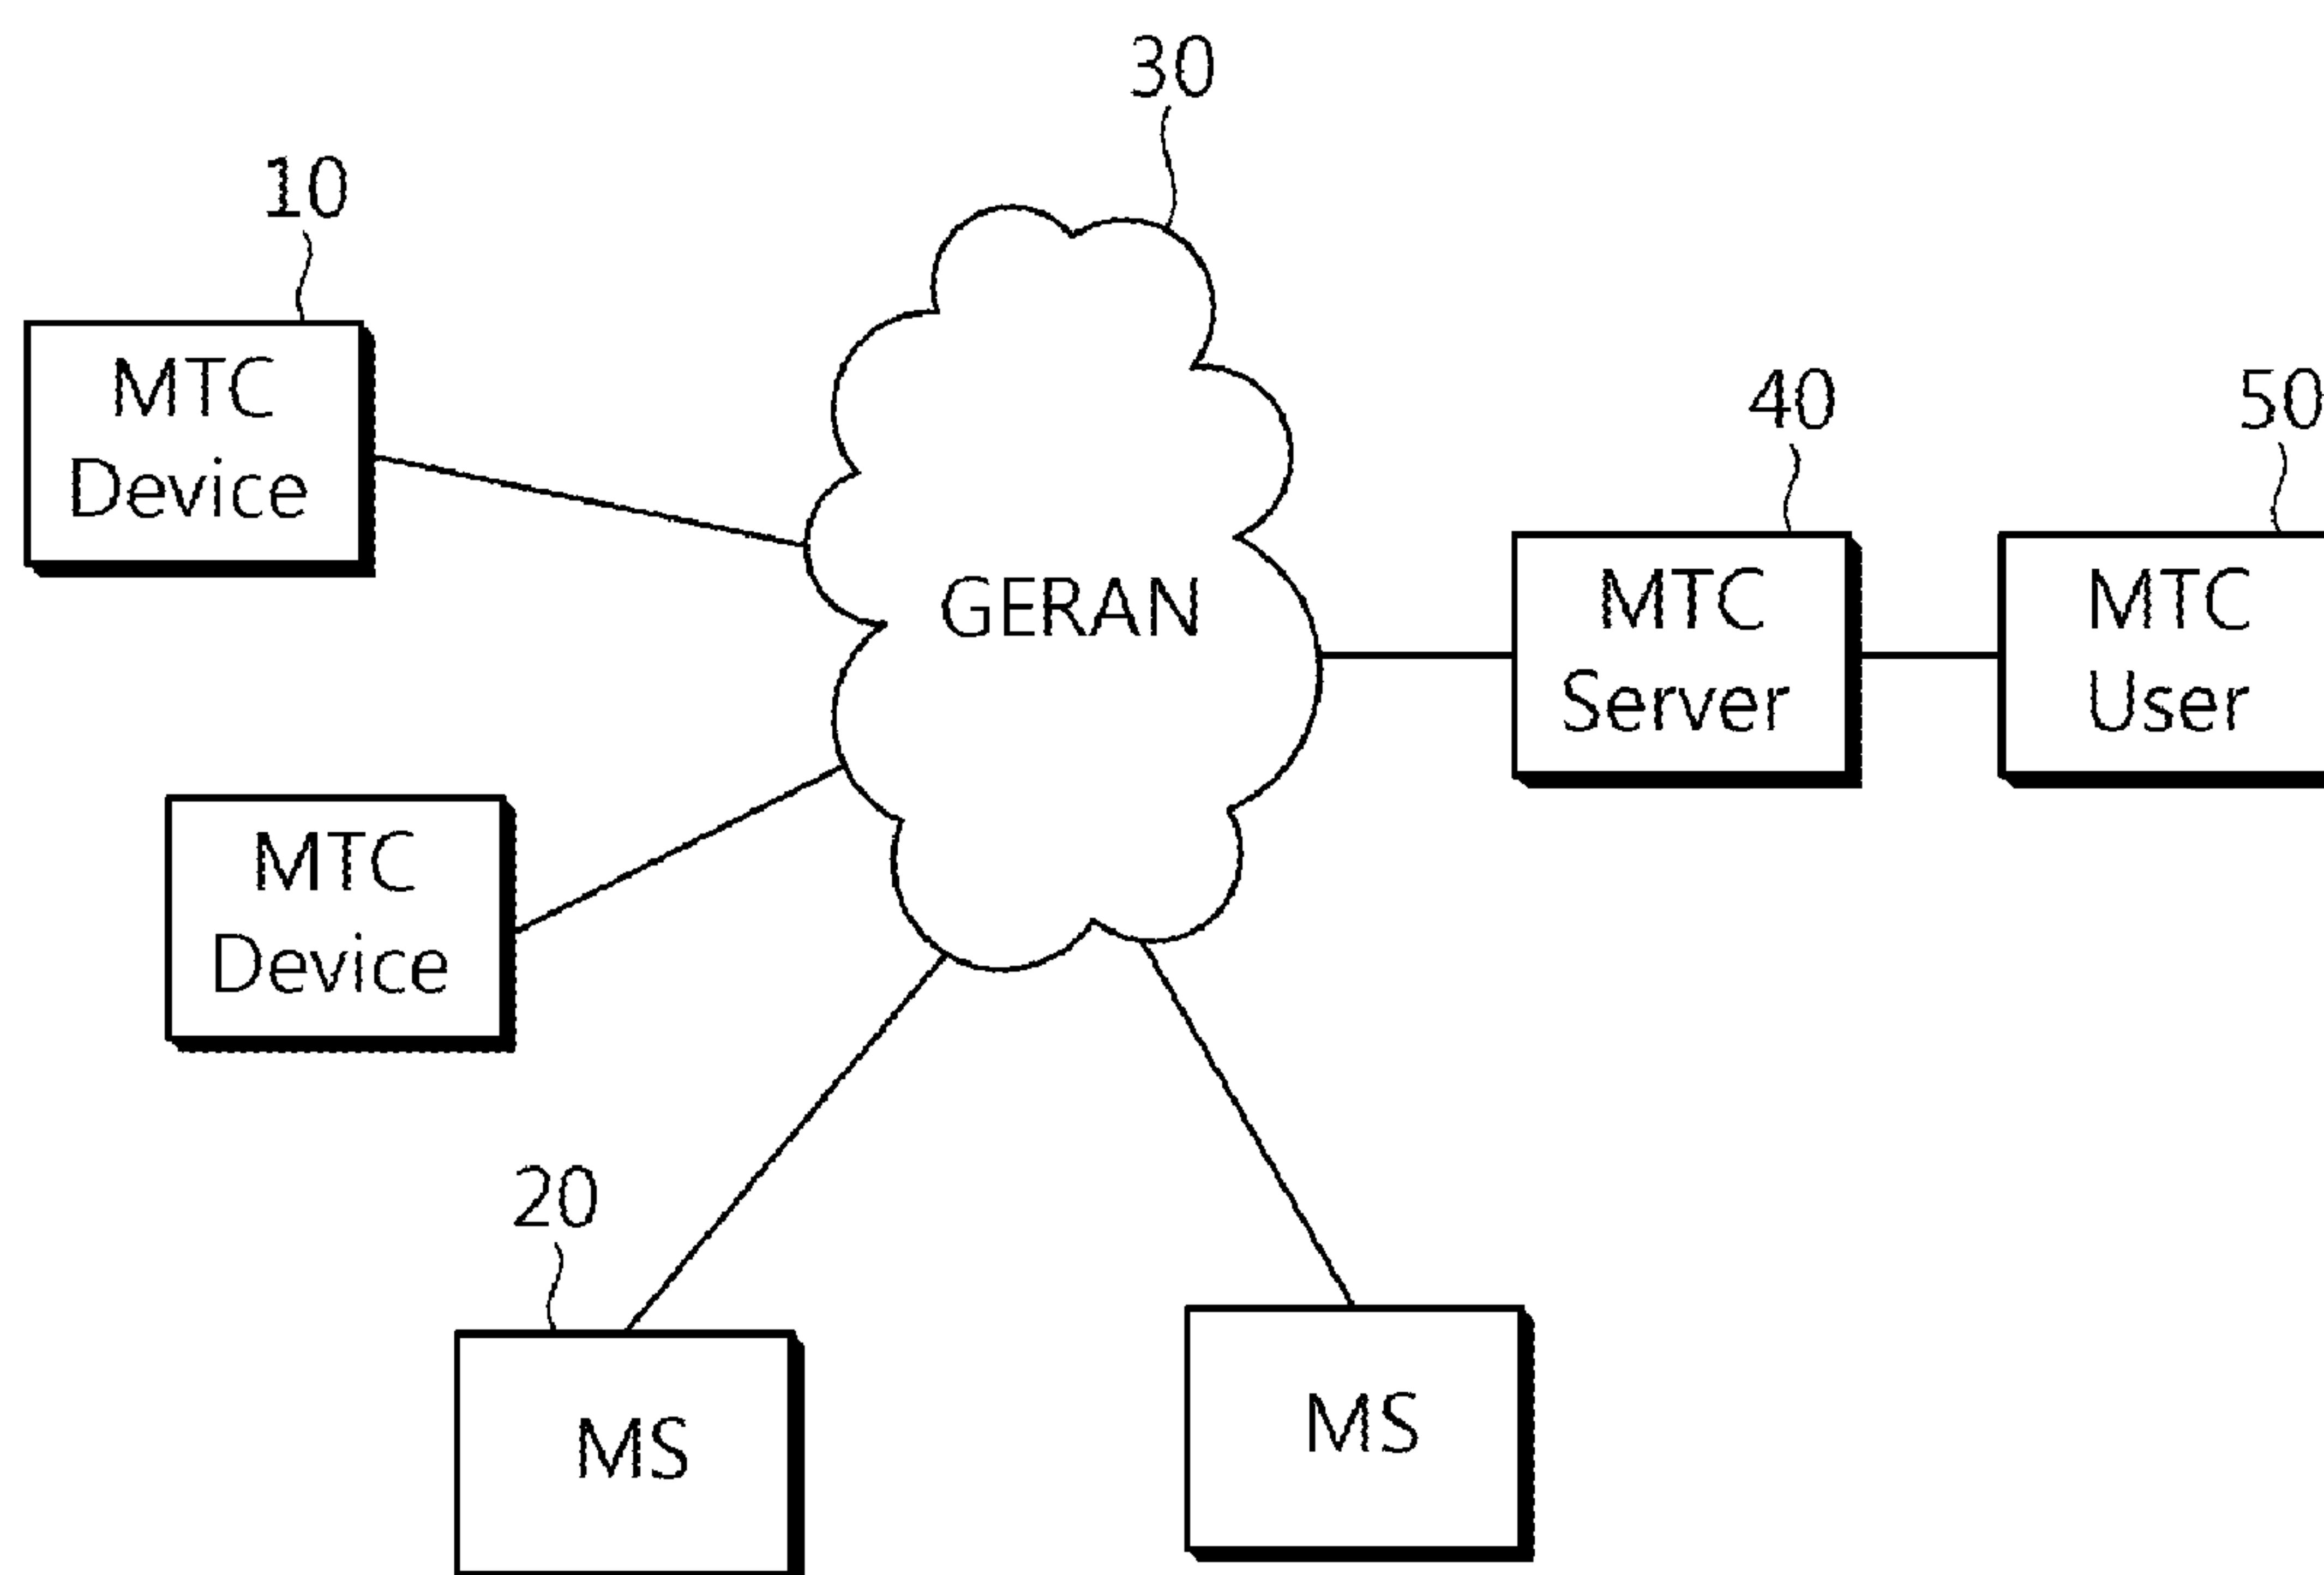 30
10
MTC
Device
40
50
GERAN
MTC
Server
MTC
User
MTC
Device
20
MS
MS